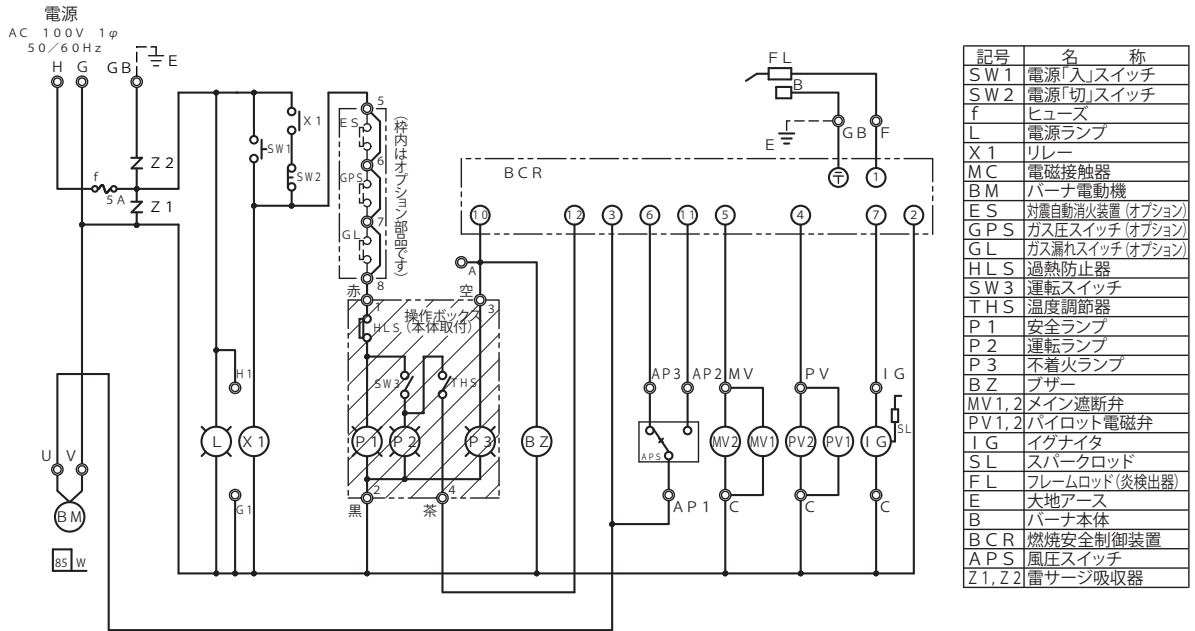 電源
AC 100V 1φ
50/60Hz
H G GB E
f
5A
Z2
Z1
U V
BM
85 W
L
H1
G1
X1
SW1
X1
SW2
5
ES
6
GPS
7
GL
8
(枠内はオプション部品です)
赤
1
空
3
操作ボックス
(本体取付)
HLS
SW3
THS
P1
P2
P3
2
黒
4
茶
A
BZ
BCR
10
12
3
6
11
5
4
7
2
1
FL
B
E
GB
F
AP3
AP2
APS
AP1
MV
MV2
MV1
C
PV
PV2
PV1
C
IG
IG
SL
C
記号 名 称
SW1 電源「入」スイッチ
SW2 電源「切」スイッチ
f ヒューズ
L 電源ランプ
X1 リレー
MC 電磁接触器
BM バーナ電動機
ES 対震自動消火装置(オプション)
GPS ガス圧スイッチ(オプション)
GL ガス漏れスイッチ(オプション)
HLS 過熱防止器
SW3 運転スイッチ
THS 温度調節器
P1 安全ランプ
P2 運転ランプ
P3 不着火ランプ
BZ ブザー
MV1,2 メイン遮断弁
PV1,2 パイロット電磁弁
IG イグナイタ
SL スパークロッド
FL フレームロッド(炎検出器)
E 大地アース
B バーナ本体
BCR 燃焼安全制御装置
APS 風圧スイッチ
Z1,Z2 雷サージ吸収器